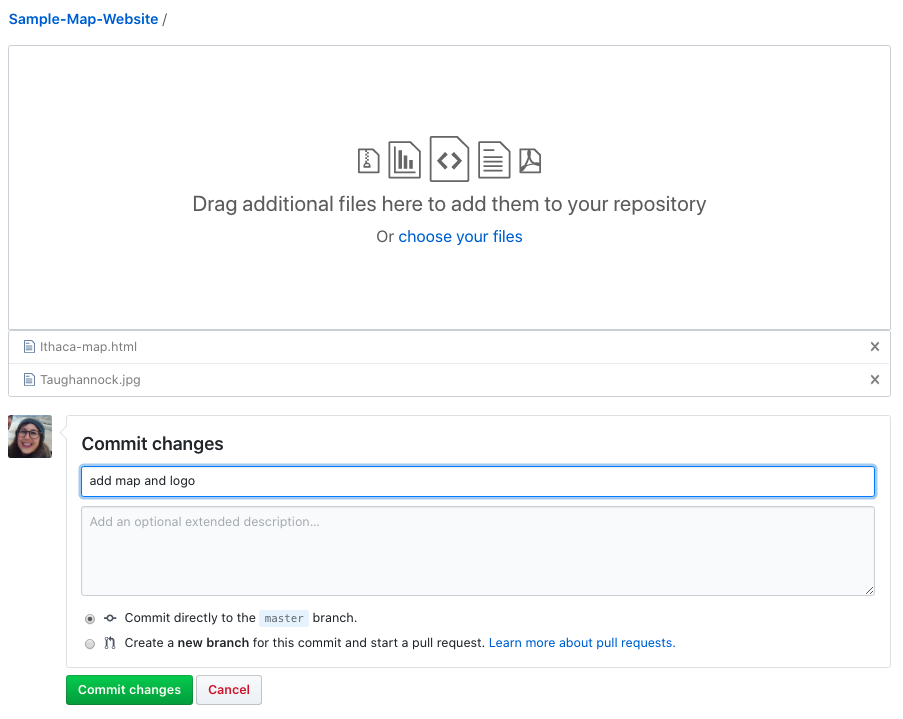 Sample-Map-Website /
Drag additional files here to add them to your repository
Or choose your files
Ithaca-map.html
Taughannock.jpg
Commit changes
add map and logo
Add an optional extended description...
Commit directly to the master branch.
Create a new branch for this commit and start a pull request. Learn more about pull requests.
Commit changes Cancel